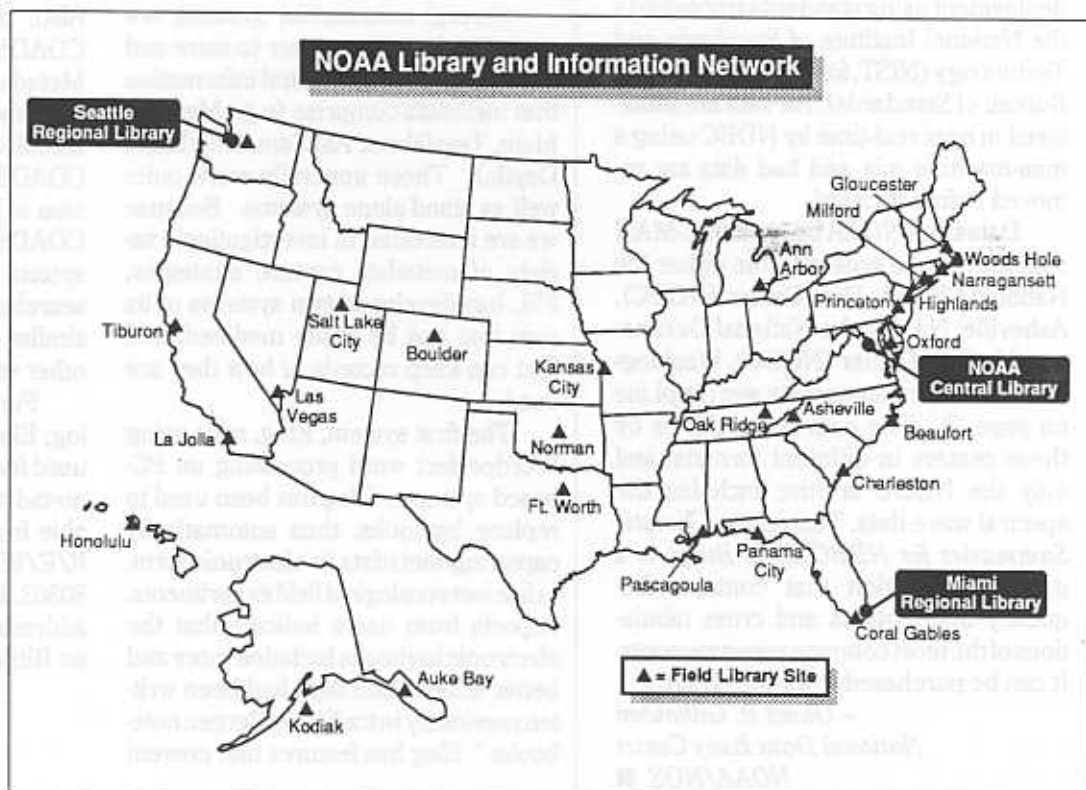 NOAA Library and Information Network
Seattle
Regional Library
Gloucester
Milford
Ann
Arbor
Woods Hole
Narragansett
Princeton
Highlands
Oxford
NOAA
Central Library
Tiburon
Salt Lake
City
Boulder
Kansas
City
Las
Vegas
Oak Ridge
Asheville
Beaufort
La Jolla
Norman
Charleston
Ft. Worth
Honolulu
Panama
City
Pascagoula
Miami
Regional Library
Coral Gables
▲ = Field Library Site
Auke Bay
Kodiak